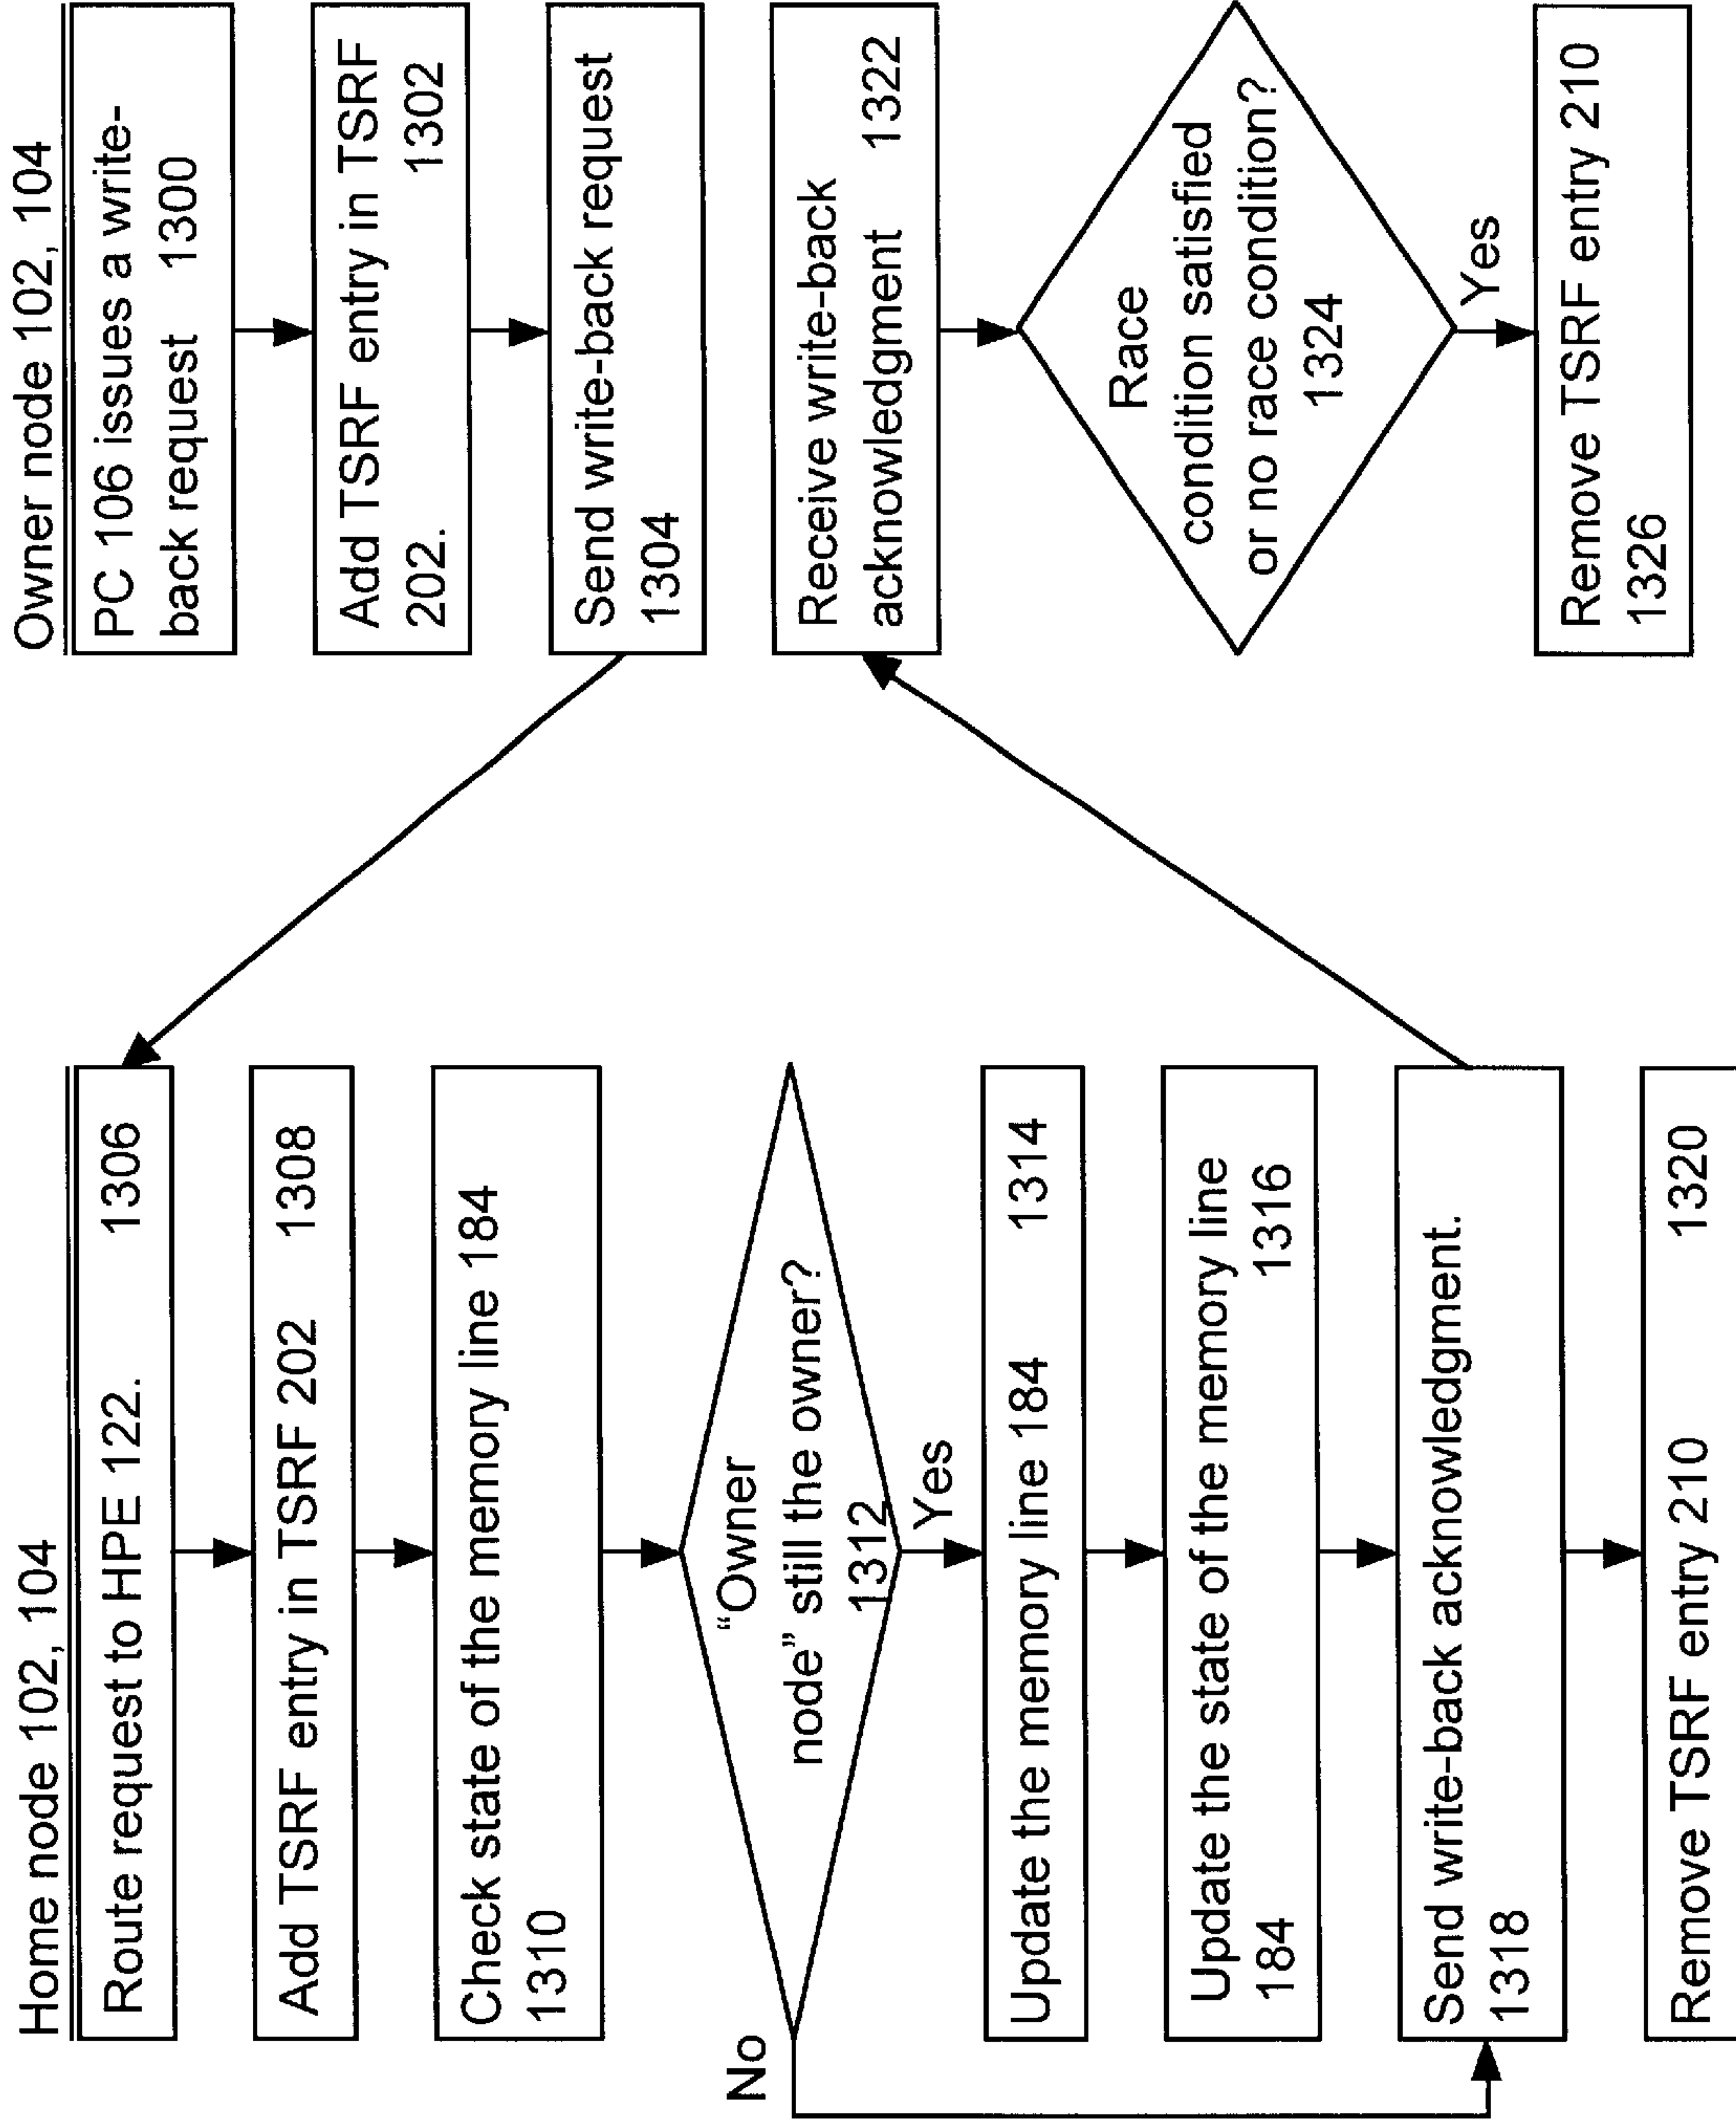 Home node 102, 104
Route request to HPE 122. 1306
Add TSRF entry in TSRF 202 1308
Check state of the memory line 184
1310
“Owner
node” still the owner?
1312
No
Yes
Update the memory line 184 1314
Update the state of the memory line
184 1316
Send write-back acknowledgment.
1318
Remove TSRF entry 210 1320
Owner node 102, 104
PC 106 issues a write-
back request 1300
Add TSRF entry in TSRF
202. 1302
Send write-back request
1304
Receive write-back
acknowledgment 1322
Race
condition satisfied
or no race condition?
1324
Yes
Remove TSRF entry 210
1326